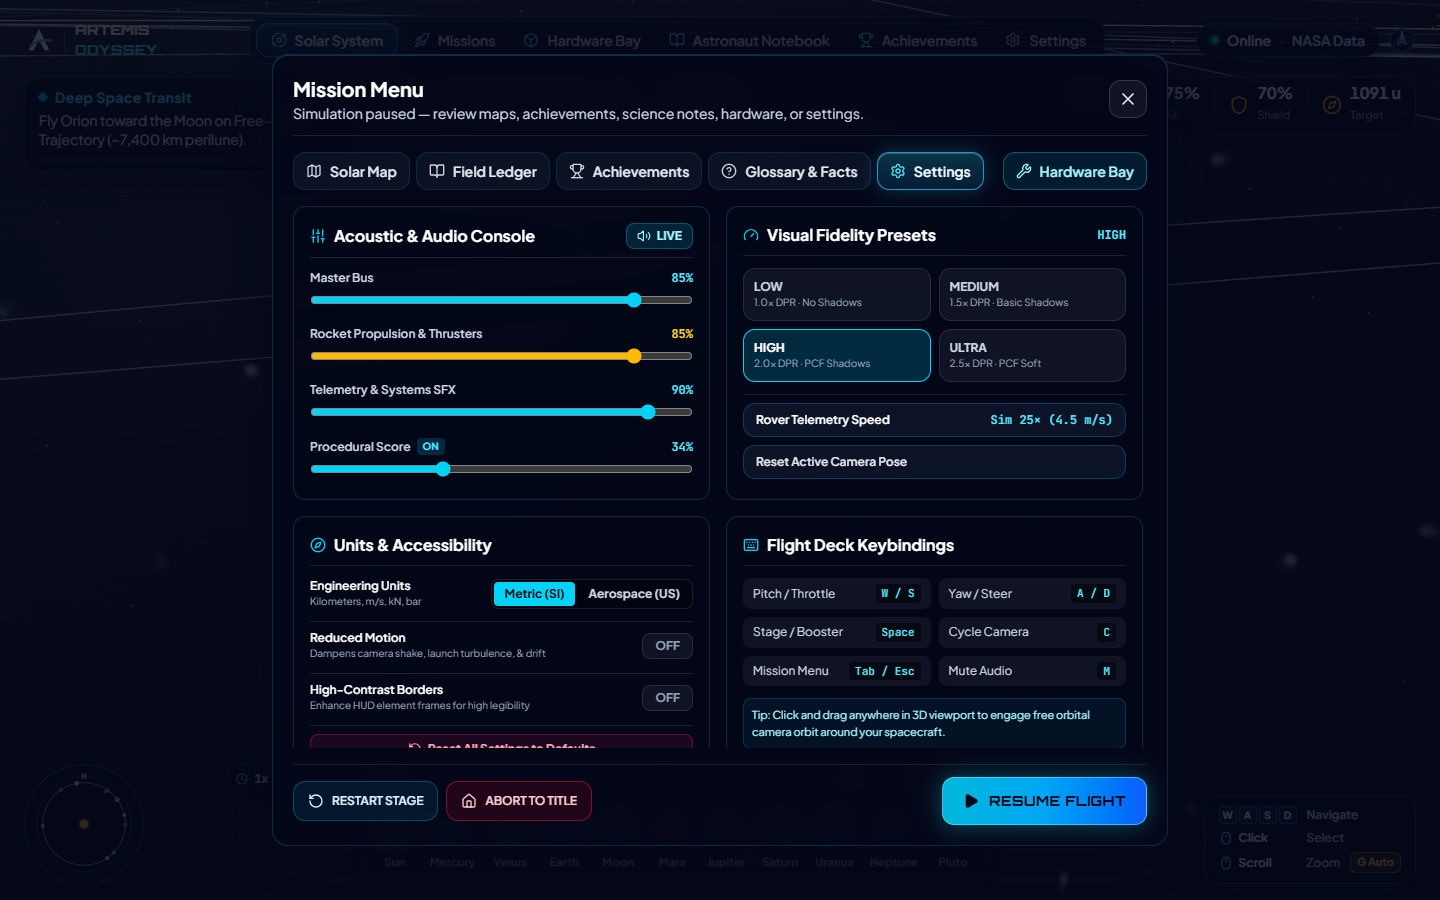 ARTEMIS
ODYSSEY
Solar System
Missions
Hardware Bay
Astronaut Notebook
Achievements
Settings
Online
NASA Data
Deep Space Transit
Fly Orion toward the Moon on Free-
Trajectory (~7,400 km perilune).
75%
Air
70%
Shield
1091 u
Target
Mission Menu
Simulation paused — review maps, achievements, science notes, hardware, or settings.
Solar Map
Field Ledger
Achievements
Glossary & Facts
Settings
Hardware Bay
Acoustic & Audio Console
LIVE
Master Bus
85%
Rocket Propulsion & Thrusters
85%
Telemetry & Systems SFX
90%
Procedural Score
ON
34%
Visual Fidelity Presets
HIGH
LOW
1.0× DPR · No Shadows
MEDIUM
1.5× DPR · Basic Shadows
HIGH
2.0× DPR · PCF Shadows
ULTRA
2.5× DPR · PCF Soft
Rover Telemetry Speed
Sim 25× (4.5 m/s)
Reset Active Camera Pose
Units & Accessibility
Engineering Units
Kilometers, m/s, kN, bar
Metric (SI)
Aerospace (US)
Reduced Motion
Dampens camera shake, launch turbulence, & drift
OFF
High-Contrast Borders
Enhance HUD element frames for high legibility
OFF
Reset All Settings to Defaults
Flight Deck Keybindings
Pitch / Throttle
W / S
Yaw / Steer
A / D
Stage / Booster
Space
Cycle Camera
C
Mission Menu
Tab / Esc
Mute Audio
M
Tip: Click and drag anywhere in 3D viewport to engage free orbital
camera orbit around your spacecraft.
RESTART STAGE
ABORT TO TITLE
RESUME FLIGHT
N
1x
W A S D Navigate
Click Select
Scroll Zoom G Auto
Sun Mercury Venus Earth Moon Mars Jupiter Saturn Uranus Neptune Pluto